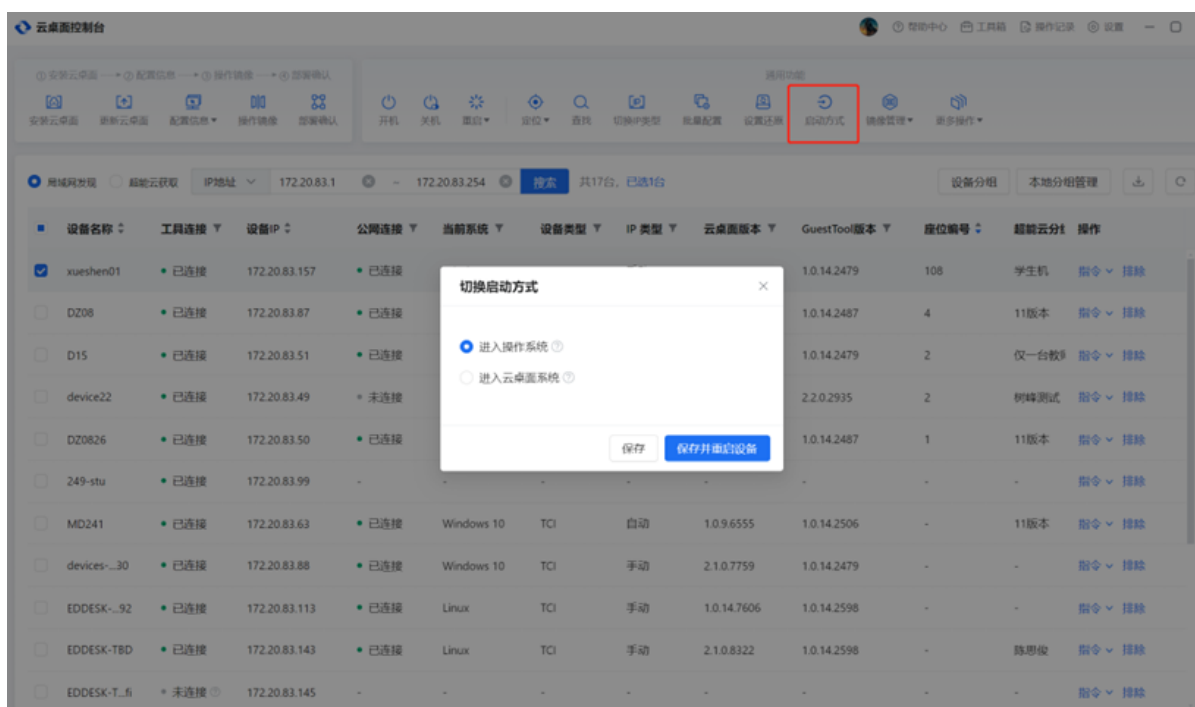 云桌面控制台
帮助中心 工具箱 操作记录 设置
①安装云桌面 ②配置信息 ③操作镜像 ④部署确认
通用功能
安装云桌面 更新云桌面 配置信息 操作镜像 部署确认 开机 关机 重启 定位 查找 切换IP类型 批量配置 设置还原 启动方式 镜像管理 更多操作
局域网发现 超能云获取 IP地址 172.20.83.1 - 172.20.83.254 搜索 共17台, 已选1台 设备分组 本地分组管理
设备名称 工具连接 设备IP 公网连接 当前系统 设备类型 IP 类型 云桌面版本 GuestTool版本 座位编号 超能云分 操作
xueshen01 已连接 172.20.83.157 已连接 1.0.14.2479 108 学生机 指令 排除
切换启动方式
DZ08 已连接 172.20.83.87 已连接 1.0.14.2487 4 11版本 指令 排除
进入操作系统
D15 已连接 172.20.83.51 已连接 1.0.14.2479 2 仅一台教 指令 排除
进入云桌面系统
device22 已连接 172.20.83.49 未连接 2.2.0.2935 2 树峰测试 指令 排除
DZ0826 已连接 172.20.83.50 已连接 1.0.14.2487 1 11版本 指令 排除
保存 保存并重启设备
249-stu 已连接 172.20.83.99 - - - - - - - - 指令 排除
MD241 已连接 172.20.83.63 已连接 Windows 10 TCI 自动 1.0.9.6555 1.0.14.2506 - 11版本 指令 排除
devices-...30 已连接 172.20.83.88 已连接 Windows 10 TCI 手动 2.1.0.7759 1.0.14.2479 - - 指令 排除
EDDESK-...92 已连接 172.20.83.113 已连接 Linux TCI 手动 1.0.14.7606 1.0.14.2598 - - 指令 排除
EDDESK-TBD 已连接 172.20.83.143 已连接 Linux TCI 手动 2.1.0.8322 1.0.14.2598 - 陈思俊 指令 排除
EDDESK-T...fi 未连接 172.20.83.145 - - - - - - - - 指令 排除